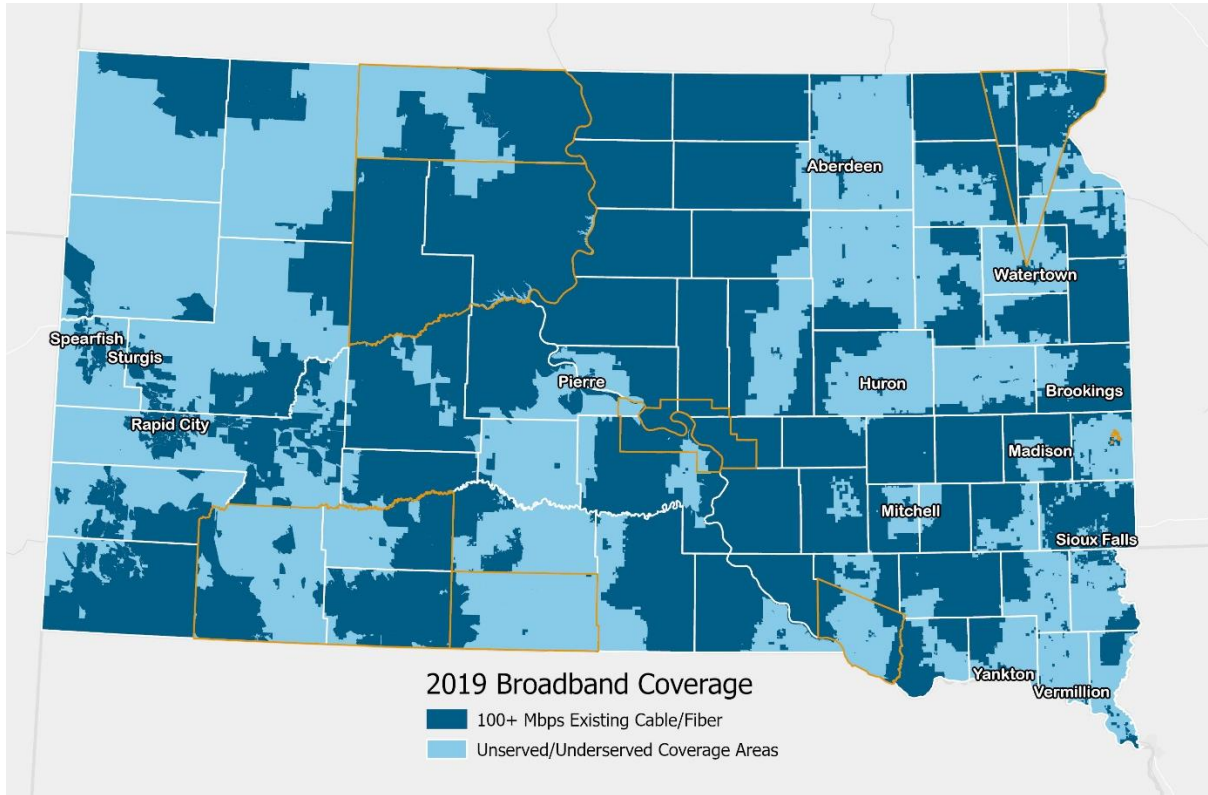 Aberdeen
Watertown
Spearfish
Sturgis
Pierre
Huron
Brookings
Rapid City
Madison
Mitchell
Sioux Falls
Yankton
Vermillion
2019 Broadband Coverage
100+ Mbps Existing Cable/Fiber
Unserved/Underserved Coverage Areas